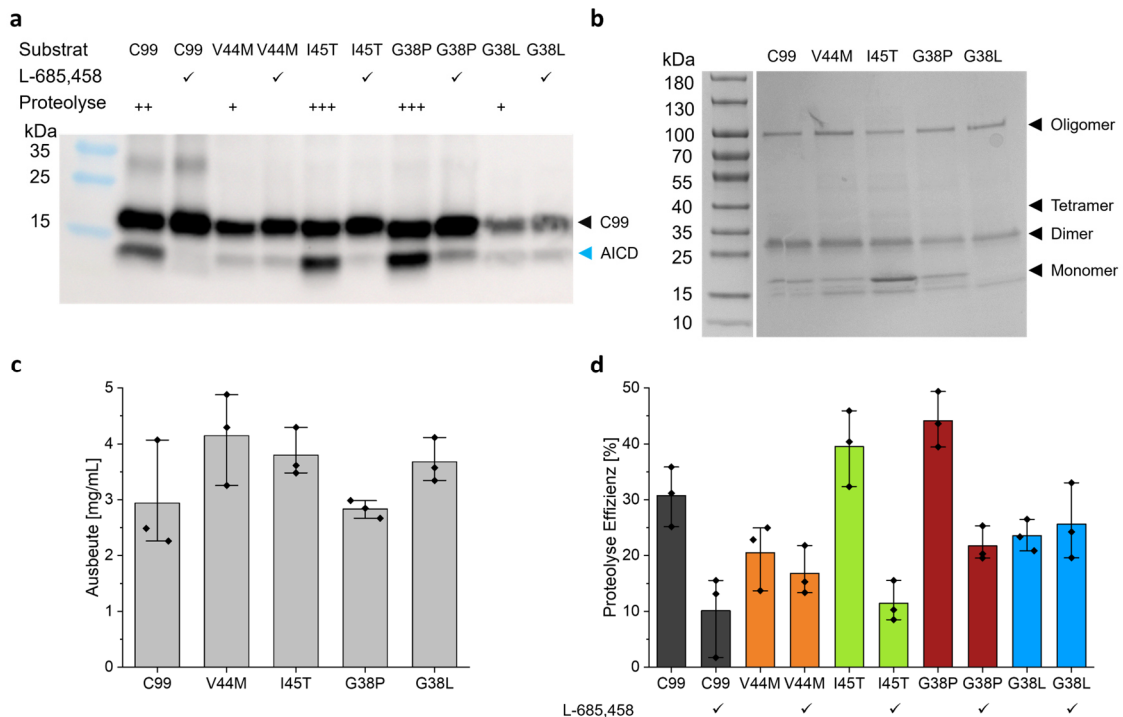 a
Substrat C99 C99 V44M V44M I45T I45T G38P G38P G38L G38L
L-685,458 ✓ ✓ ✓ ✓ ✓
Proteolyse ++ + +++ +++ +
kDa
35
25
15
C99
AICD
b
C99 V44M I45T G38P G38L
kDa
180
130
100
70
55
40
35
25
15
10
Oligomer
Tetramer
Dimer
Monomer
c
Ausbeute [mg/mL]
5
4
3
2
1
0
C99 V44M I45T G38P G38L
d
Proteolyse Effizienz [%]
50
40
30
20
10
0
C99 C99 V44M V44M I45T I45T G38P G38P G38L G38L
L-685,458 ✓ ✓ ✓ ✓ ✓